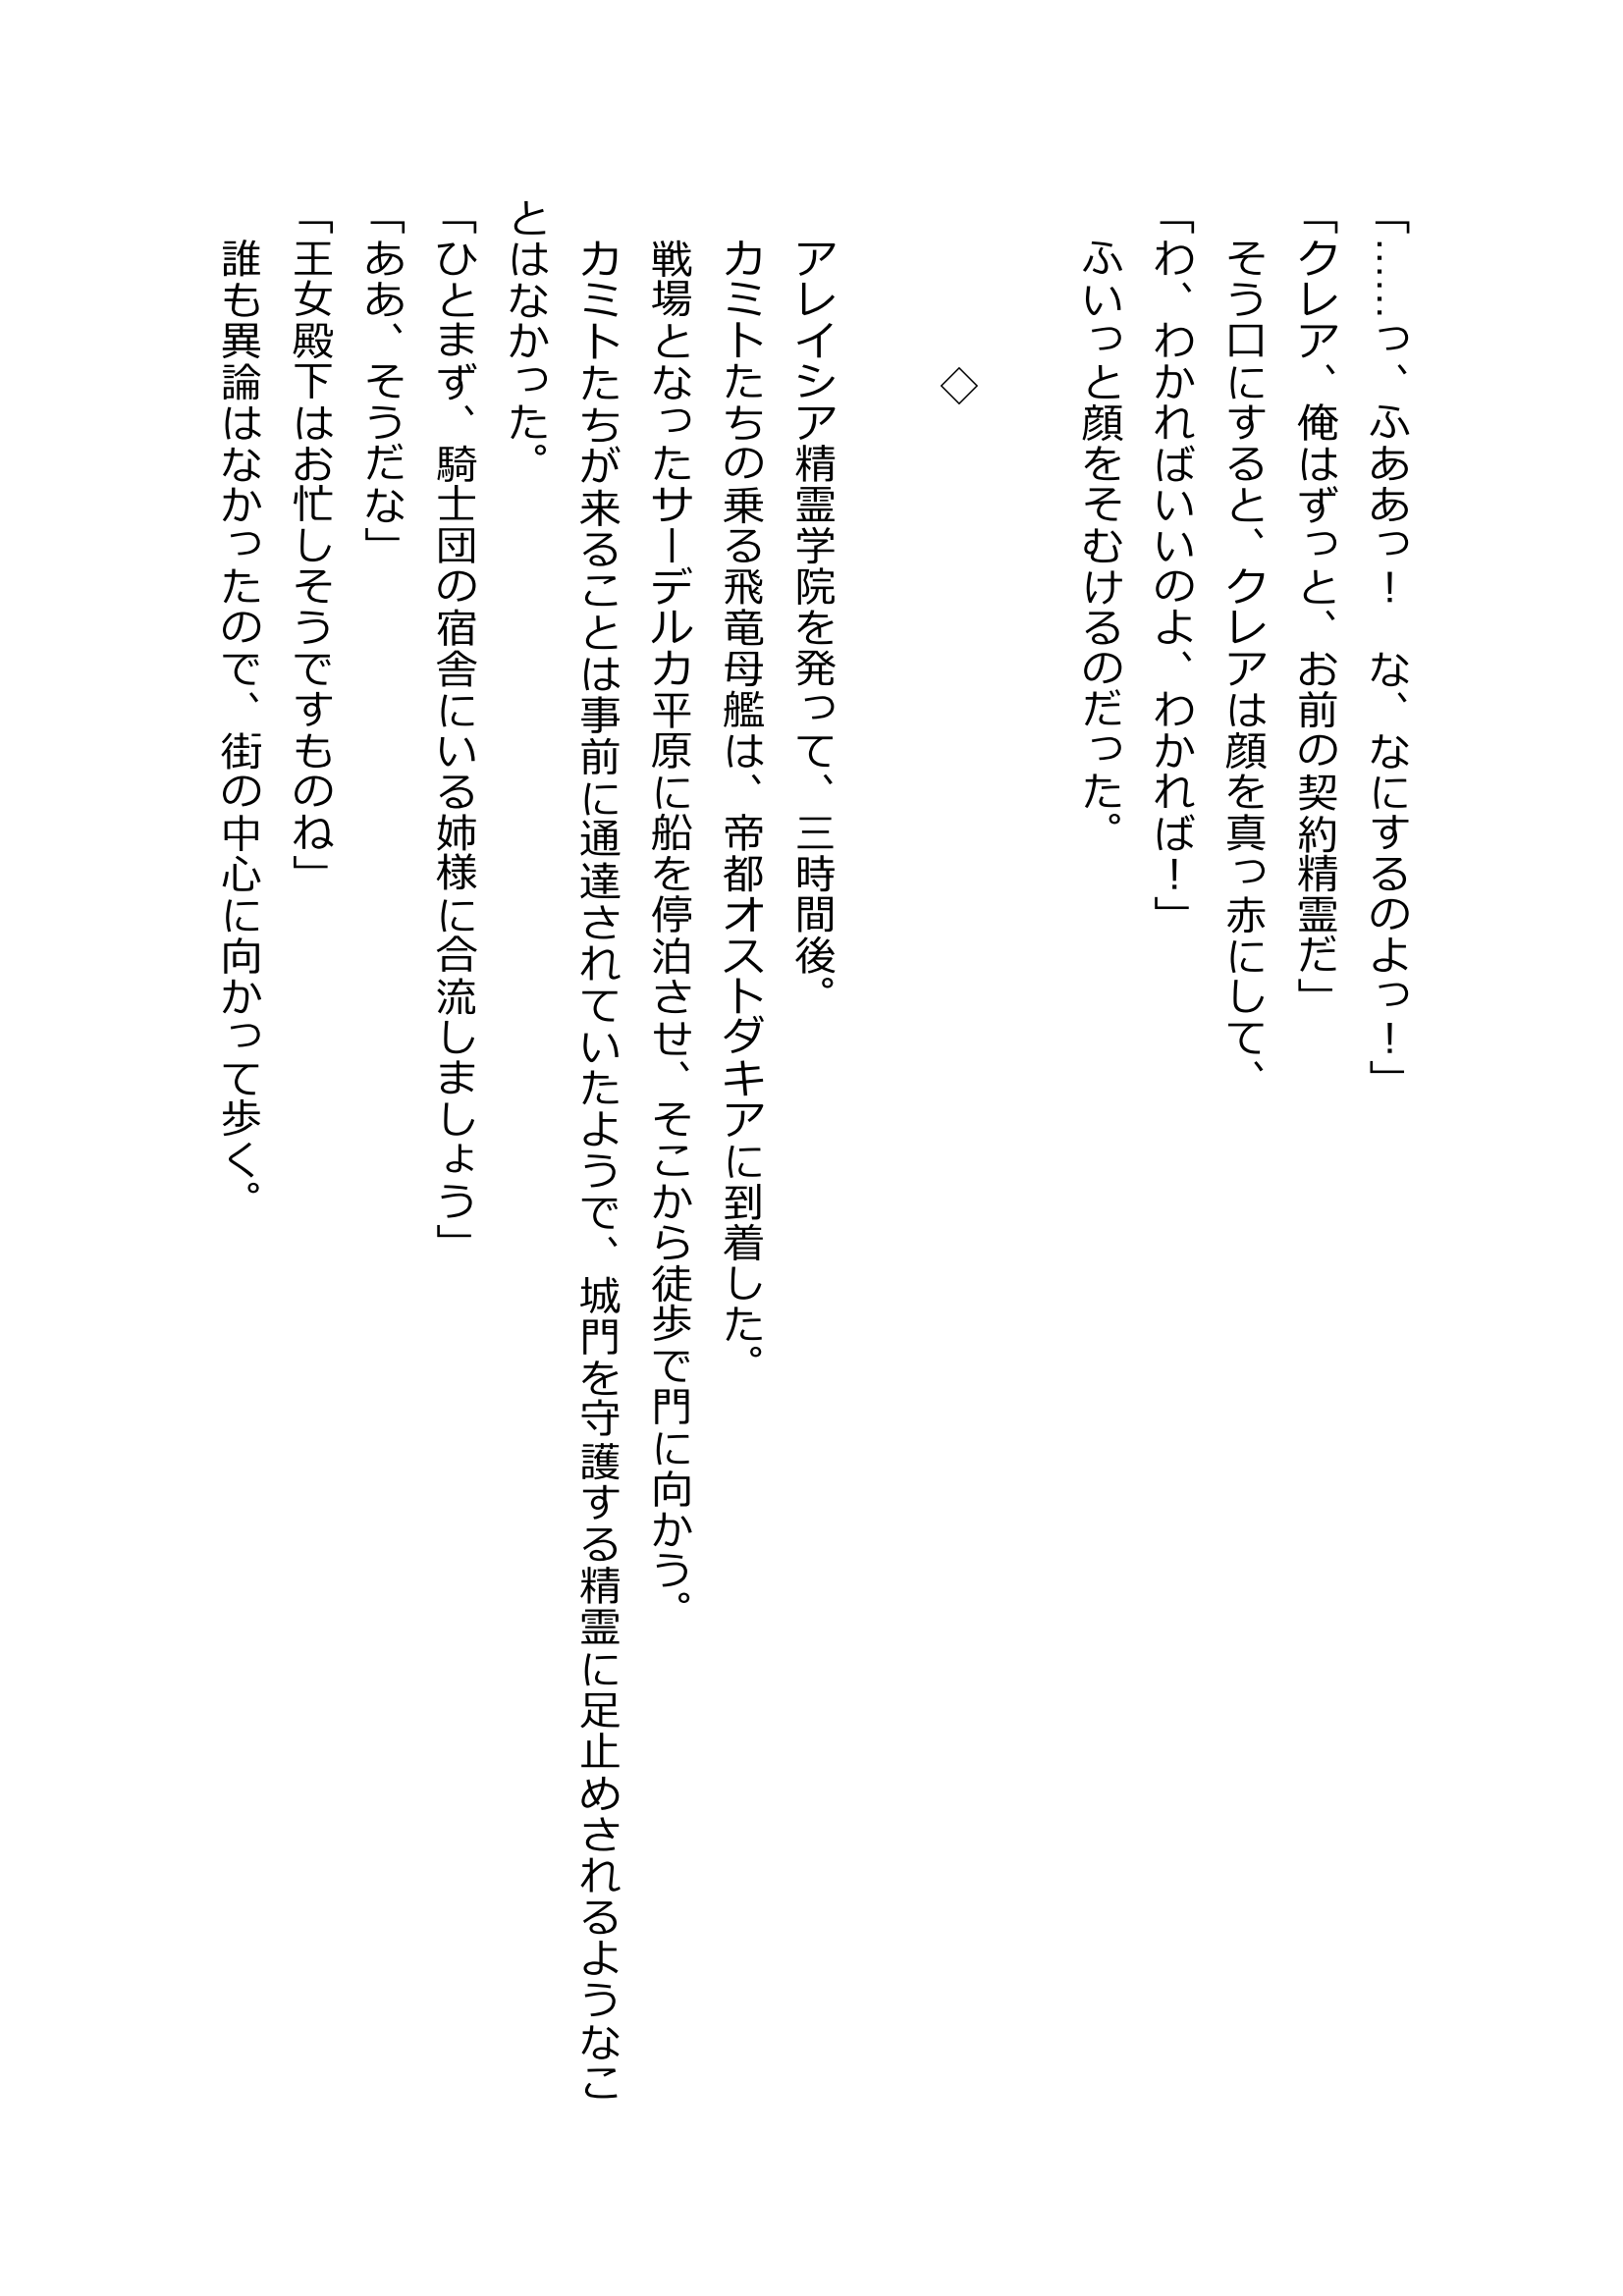 「……っ、ふああっ！　な、なにするのよっ！」
「クレア、俺はずっと、お前の契約精霊だ」
　そう口にすると、クレアは顔を真っ赤にして、
「わ、わかればいいのよ、わかれば！」
　ふいっと顔をそむけるのだった。
◇
　アレイシア精霊学院を発って、三時間後。
　カミトたちの乗る飛竜母艦は、帝都オストダキアに到着した。
　戦場となったサーデルカ平原に船を停泊させ、そこから徒歩で門に向かう。
　カミトたちが来ることは事前に通達されていたようで、城門を守護する精霊に足止めされるようなこ
とはなかった。
「ひとまず、騎士団の宿舎にいる姉様に合流しましょう」
「ああ、そうだな」
「王女殿下はお忙しそうですものね」
　誰も異論はなかったので、街の中心に向かって歩く。